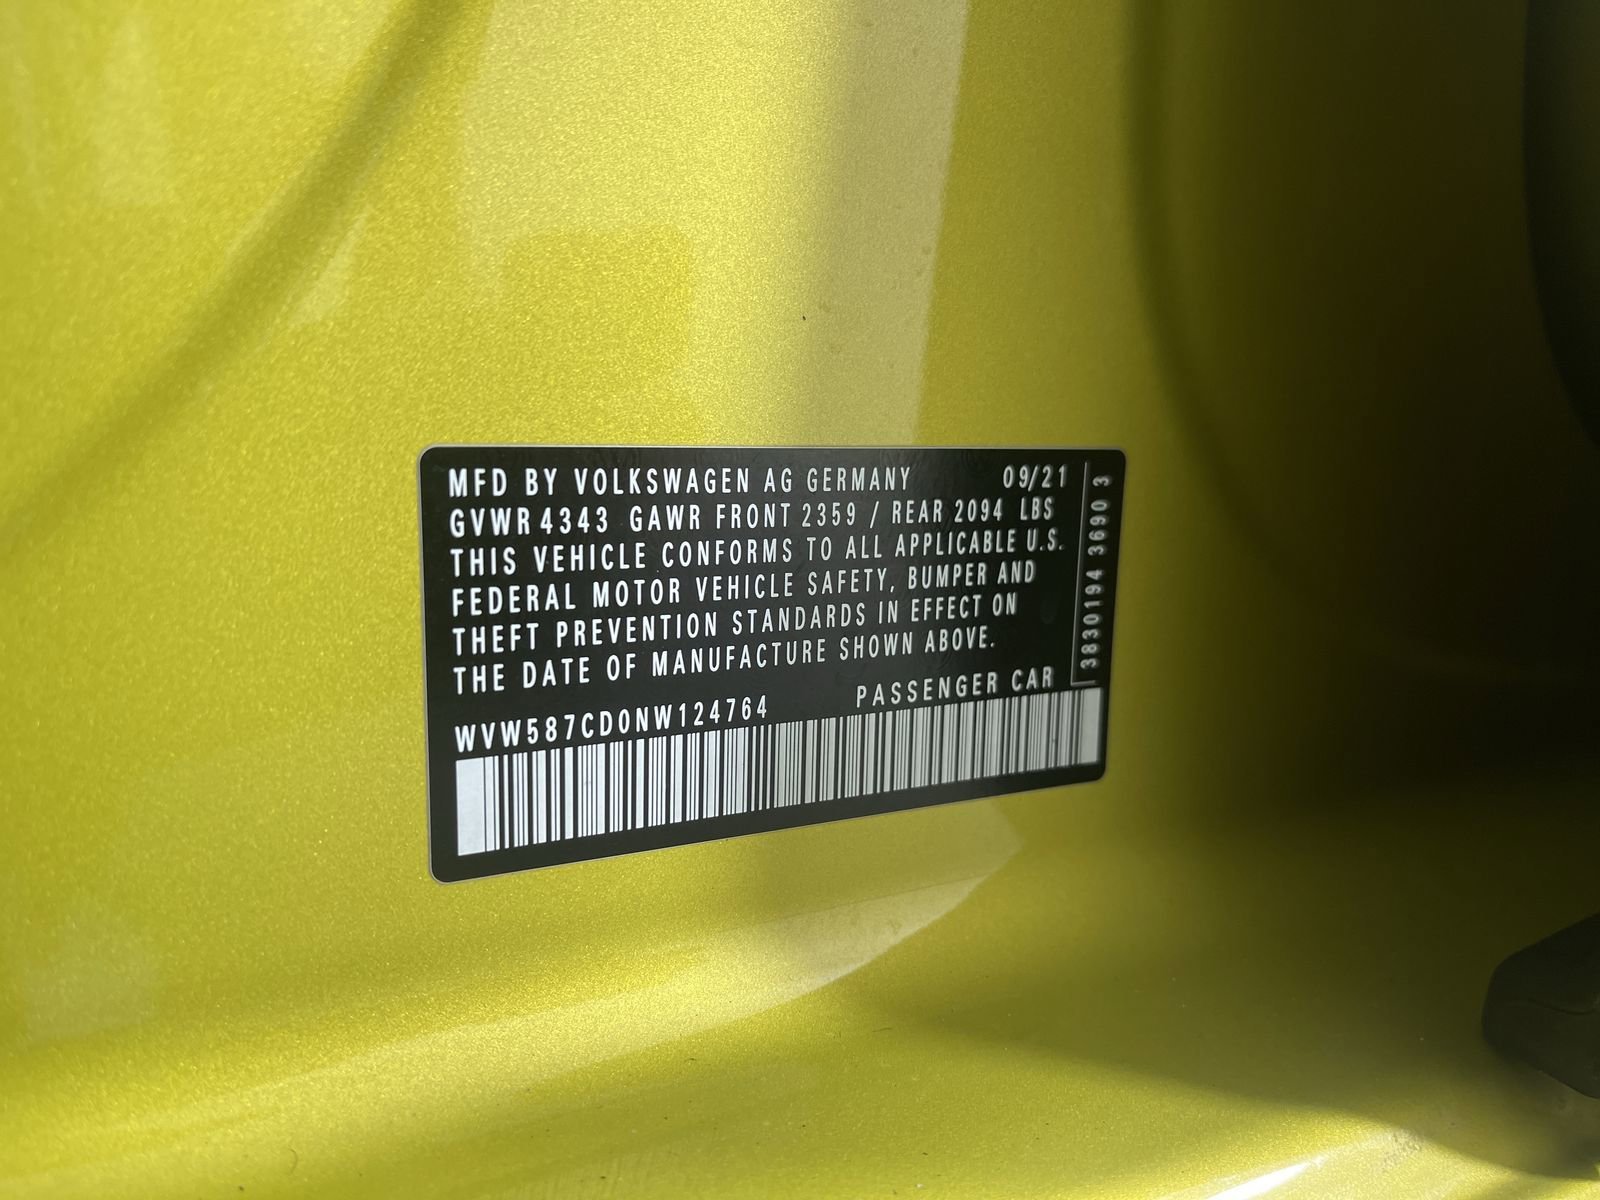 MFD BY VOLKSWAGEN AG GERMANY 09/21
GVWR 4343 GAWR FRONT 2359 / REAR 2094 LBS
THIS VEHICLE CONFORMS TO ALL APPLICABLE U.S.
FEDERAL MOTOR VEHICLE SAFETY, BUMPER AND
THEFT PREVENTION STANDARDS IN EFFECT ON
THE DATE OF MANUFACTURE SHOWN ABOVE.
WVW587CD0NW124764 PASSENGER CAR
3830194 3690 3